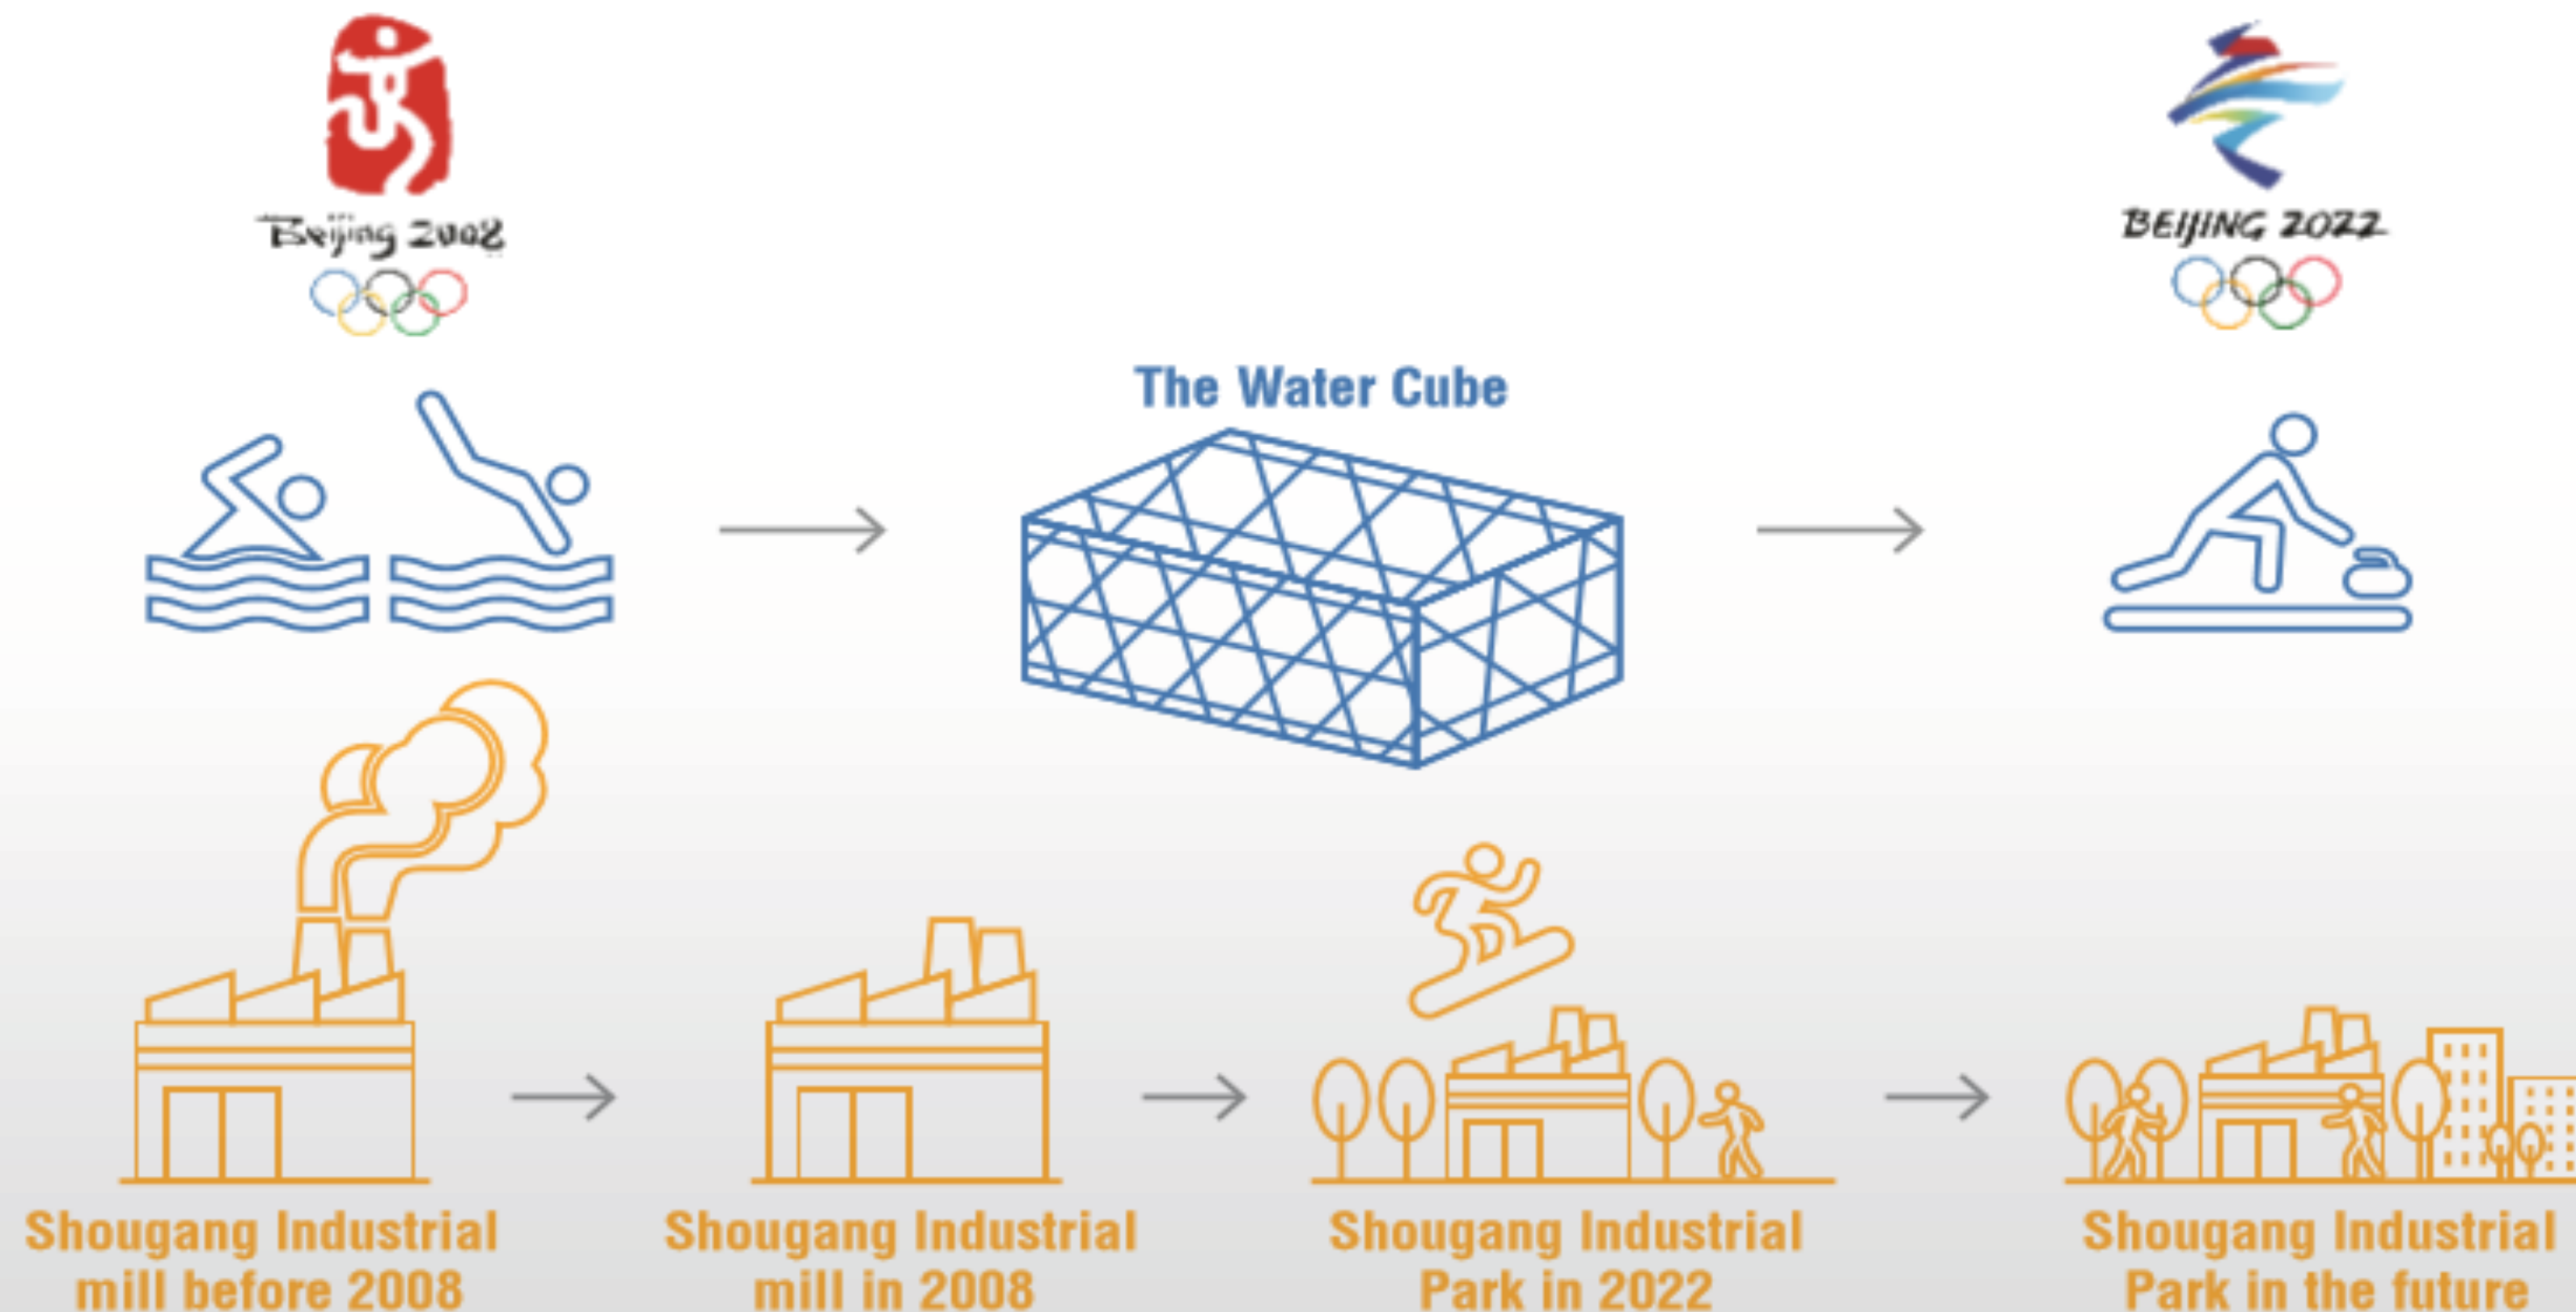 Beijing 2008
BEIJING 2022
The Water Cube
Shougang Industrial
mill before 2008
Shougang Industrial
mill in 2008
Shougang Industrial
Park in 2022
Shougang Industrial
Park in the future